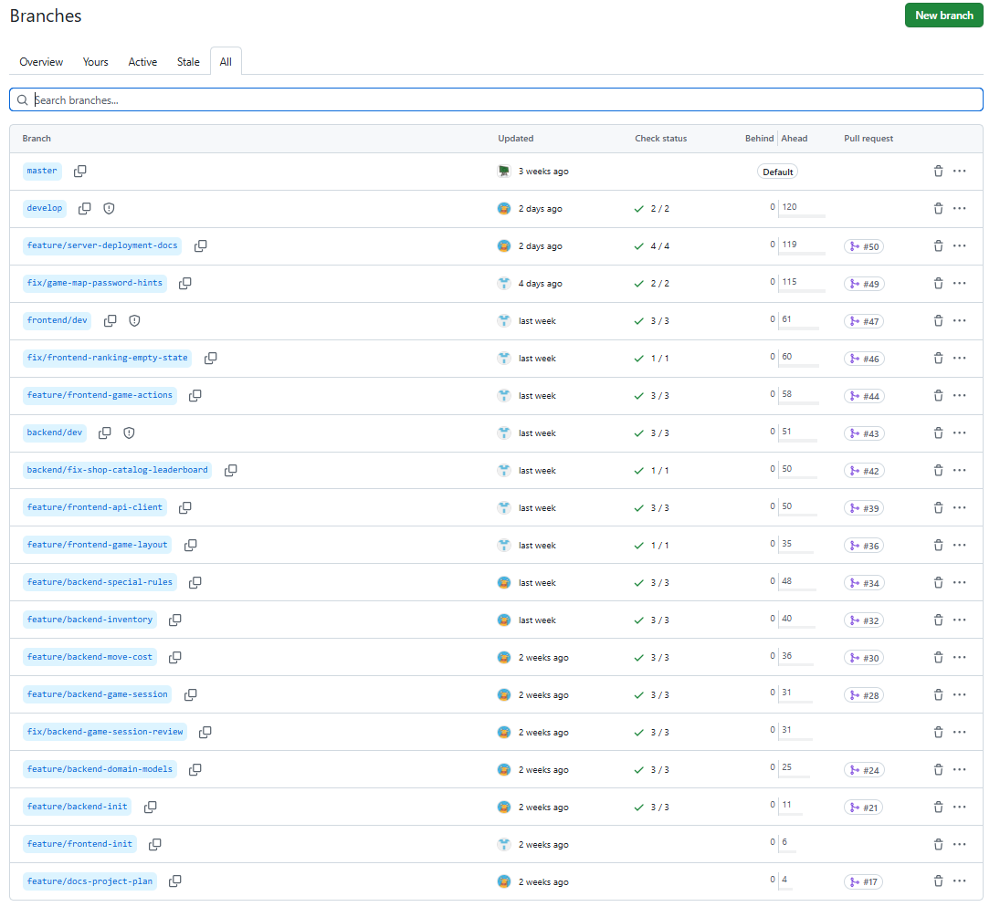 Branches
New branch
Overview Yours Active Stale All
Search branches...
Branch Updated Check status Behind Ahead Pull request
master 3 weeks ago Default
develop 2 days ago 2 / 2 0 120
feature/server-deployment-docs 2 days ago 4 / 4 0 119 #50
fix/game-map-password-hints 4 days ago 2 / 2 0 115 #49
frontend/dev last week 3 / 3 0 61 #47
fix/frontend-ranking-empty-state last week 1 / 1 0 60 #46
feature/frontend-game-actions last week 3 / 3 0 58 #44
backend/dev last week 3 / 3 0 51 #43
backend/fix-shop-catalog-leaderboard last week 1 / 1 0 50 #42
feature/frontend-api-client last week 3 / 3 0 50 #39
feature/frontend-game-layout last week 1 / 1 0 35 #36
feature/backend-special-rules last week 3 / 3 0 48 #34
feature/backend-inventory last week 3 / 3 0 40 #32
feature/backend-move-cost 2 weeks ago 3 / 3 0 36 #30
feature/backend-game-session 2 weeks ago 3 / 3 0 31 #28
fix/backend-game-session-review 2 weeks ago 3 / 3 0 31
feature/backend-domain-models 2 weeks ago 3 / 3 0 25 #24
feature/backend-init 2 weeks ago 3 / 3 0 11 #21
feature/frontend-init 2 weeks ago 0 6
feature/docs-project-plan 2 weeks ago 0 4 #17